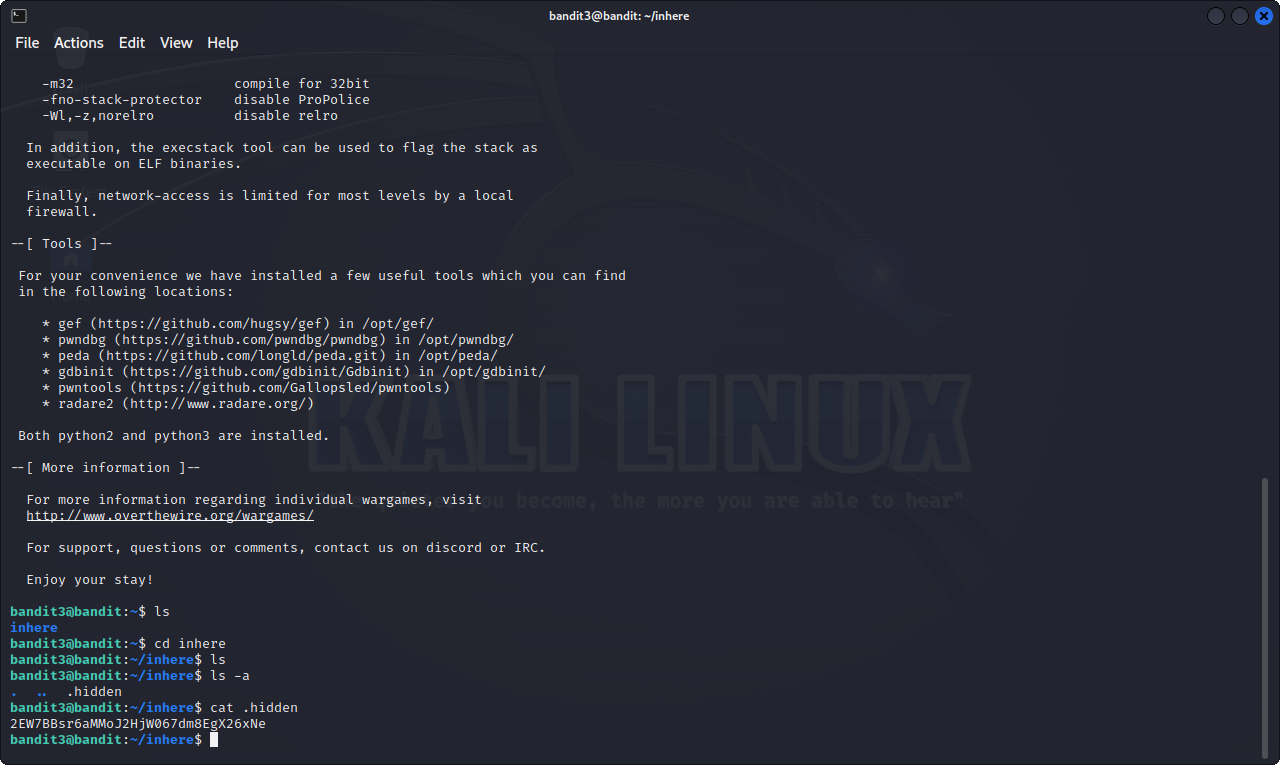 bandit3@bandit: ~/inhere
File Actions Edit View Help
-m32 compile for 32bit
-fno-stack-protector disable ProPolice
-Wl,-z,norelro disable relro
In addition, the execstack tool can be used to flag the stack as
executable on ELF binaries.
Finally, network-access is limited for most levels by a local
firewall.
--[ Tools ]--
For your convenience we have installed a few useful tools which you can find
in the following locations:
* gef (https://github.com/hugsy/gef) in /opt/gef/
* pwndbg (https://github.com/pwndbg/pwndbg) in /opt/pwndbg/
* peda (https://github.com/longld/peda.git) in /opt/peda/
* gdbinit (https://github.com/gdbinit/Gdbinit) in /opt/gdbinit/
* pwntools (https://github.com/Gallopsled/pwntools)
* radare2 (http://www.radare.org/)
KALI LINUX
Both python2 and python3 are installed.
--[ More information ]--
For more information regarding individual wargames, visit
you become, the more you are able to hear"
http://www.overthewire.org/wargames/
For support, questions or comments, contact us on discord or IRC.
Enjoy your stay!
bandit3@bandit:~$ ls
inhere
bandit3@bandit:~$ cd inhere
bandit3@bandit:~/inhere$ ls
bandit3@bandit:~/inhere$ ls -a
. .. .hidden
bandit3@bandit:~/inhere$ cat .hidden
2EW7BBsr6aMMoJ2HjW067dm8EgX26xNe
bandit3@bandit:~/inhere$